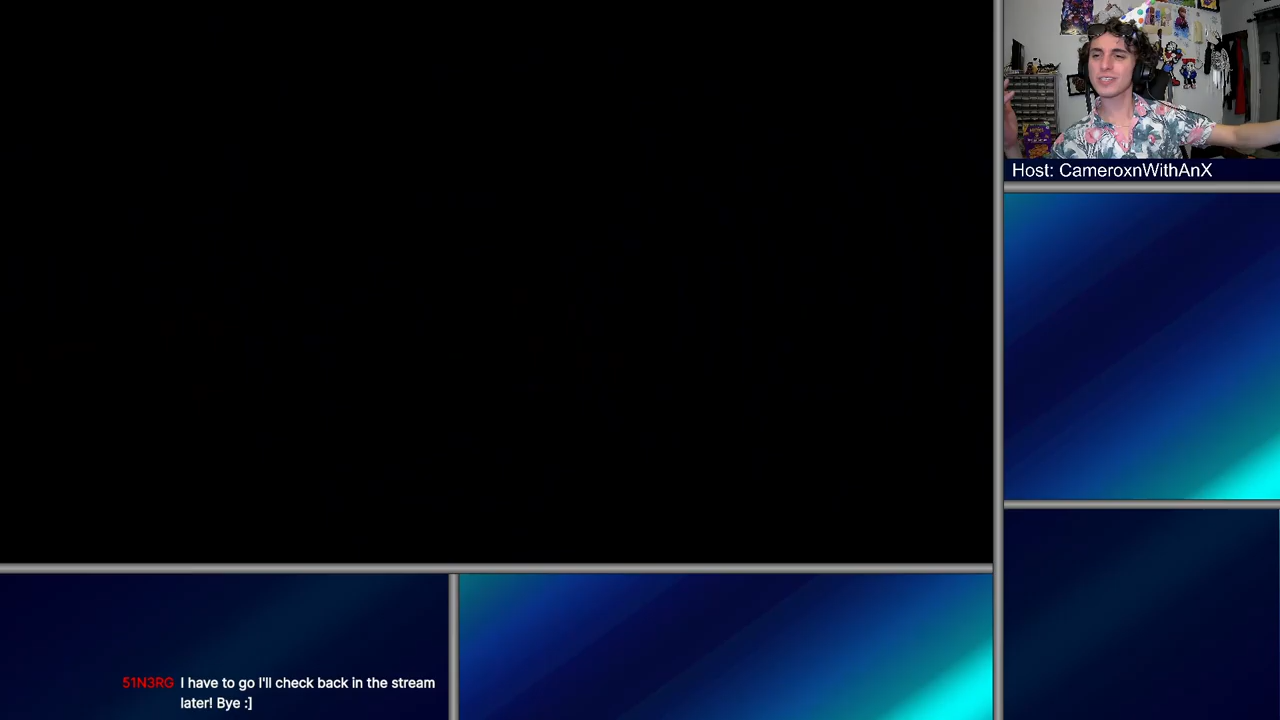 Host: CameroxnWithAnX
51N3RG I have to go I'll check back in the stream
later! Bye :]